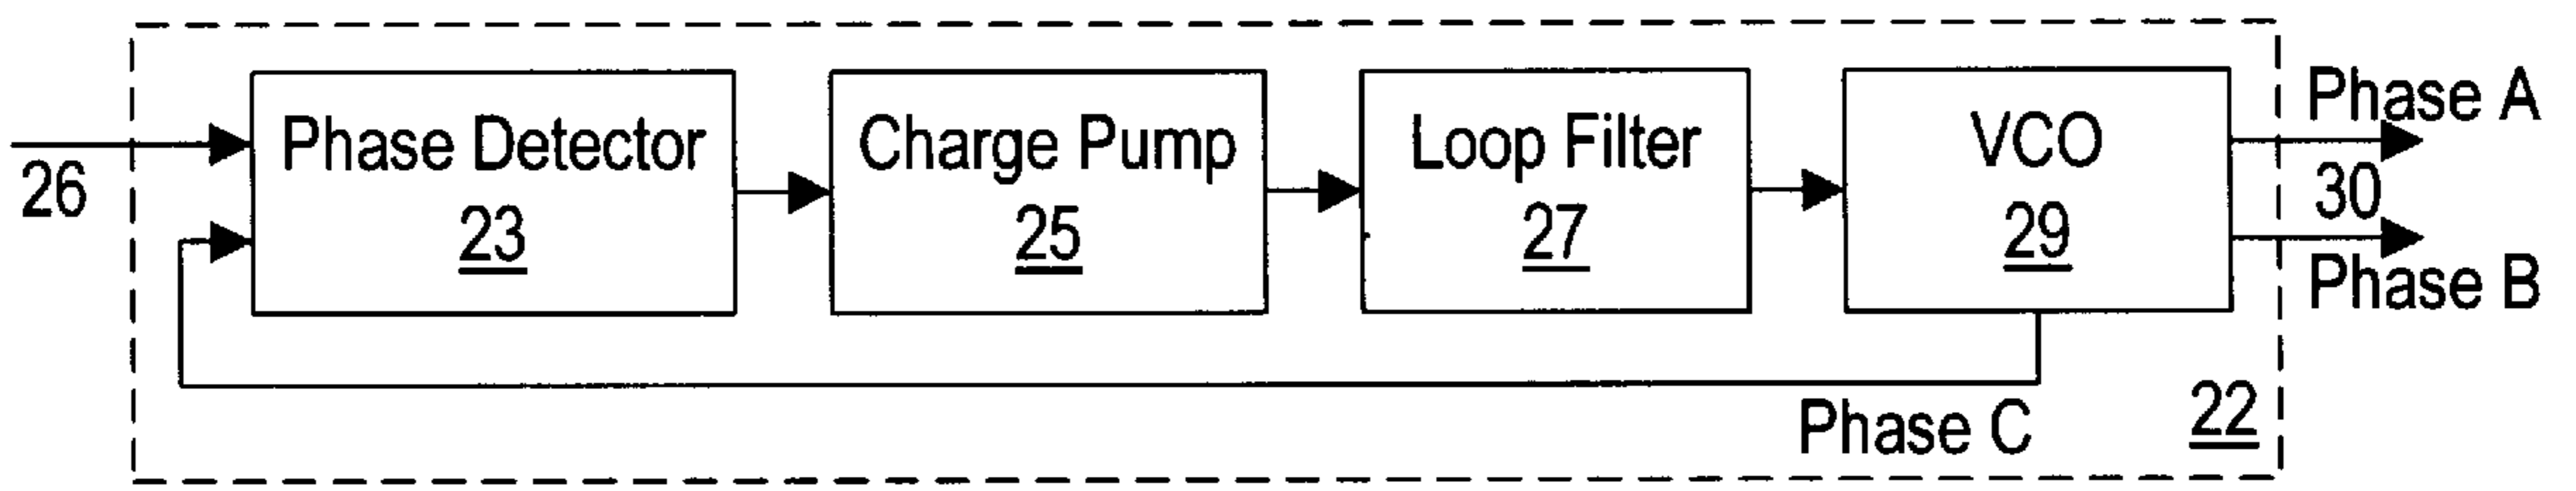 26
Phase Detector
23
Charge Pump
25
Loop Filter
27
VCO
29
Phase A
30
Phase B
Phase C
22